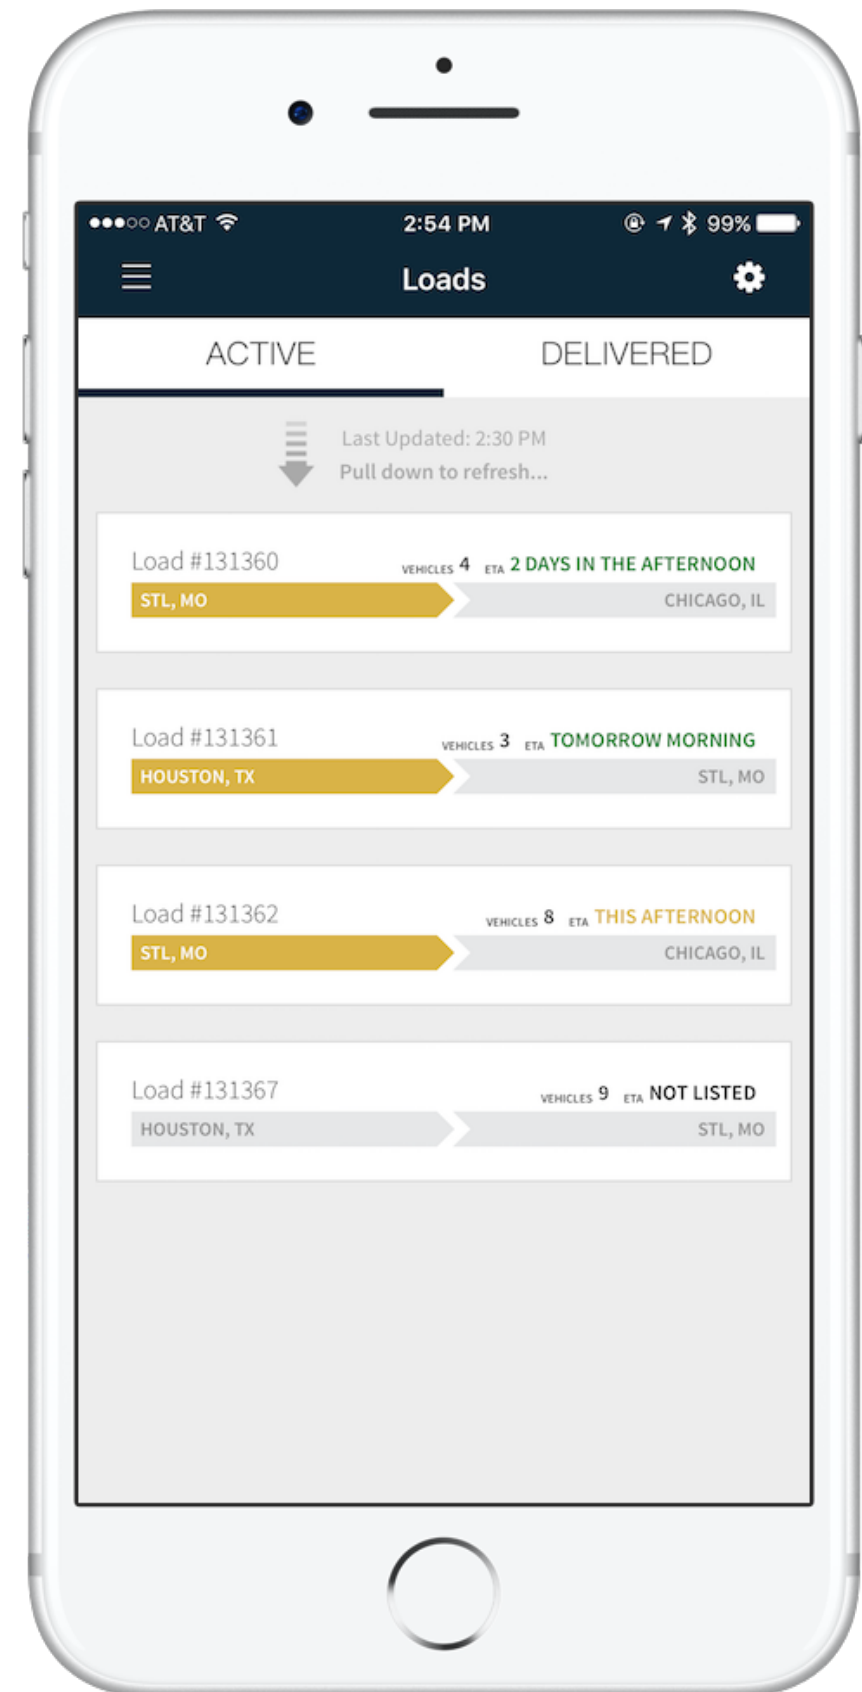 AT&T 2:54 PM 99%
Loads
ACTIVE DELIVERED
Last Updated: 2:30 PM
Pull down to refresh...
Load #131360 VEHICLES 4 ETA 2 DAYS IN THE AFTERNOON
STL, MO CHICAGO, IL
Load #131361 VEHICLES 3 ETA TOMORROW MORNING
HOUSTON, TX STL, MO
Load #131362 VEHICLES 8 ETA THIS AFTERNOON
STL, MO CHICAGO, IL
Load #131367 VEHICLES 9 ETA NOT LISTED
HOUSTON, TX STL, MO